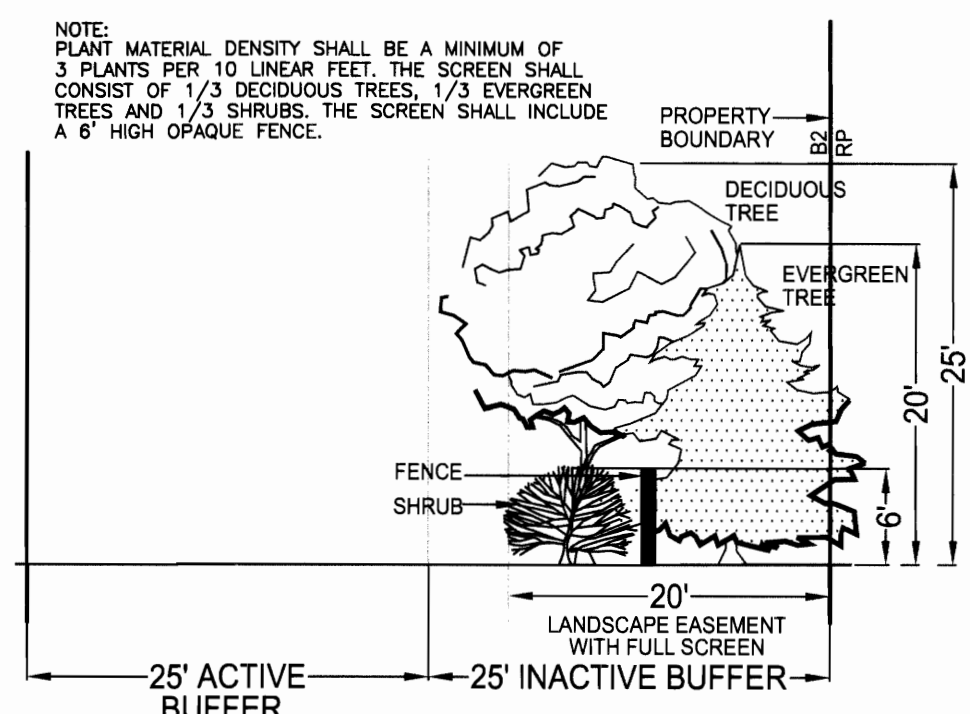 NOTE:
PLANT MATERIAL DENSITY SHALL BE A MINIMUM OF
3 PLANTS PER 10 LINEAR FEET. THE SCREEN SHALL
CONSIST OF 1/3 DECIDUOUS TREES, 1/3 EVERGREEN
TREES AND 1/3 SHRUBS. THE SCREEN SHALL INCLUDE
A 6' HIGH OPAQUE FENCE.
PROPERTY
BOUNDARY
B2
RP
DECIDUOUS
TREE
EVERGREEN
TREE
25'
20'
6'
FENCE
SHRUB
20'
LANDSCAPE EASEMENT
WITH FULL SCREEN
25' ACTIVE
BUFFER
25' INACTIVE BUFFER